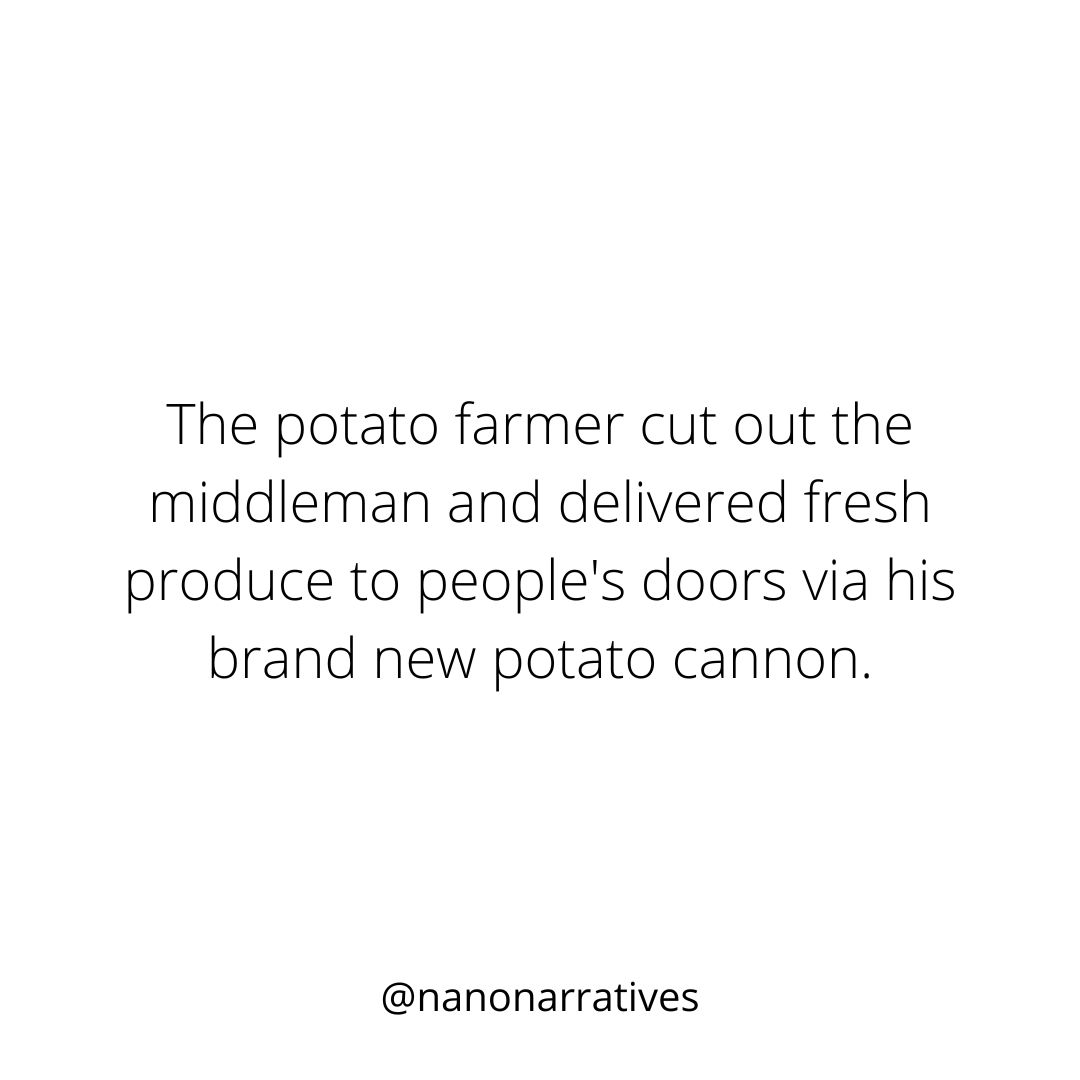 The potato farmer cut out the
middleman and delivered fresh
produce to people's doors via his
brand new potato cannon.
@nanonarratives